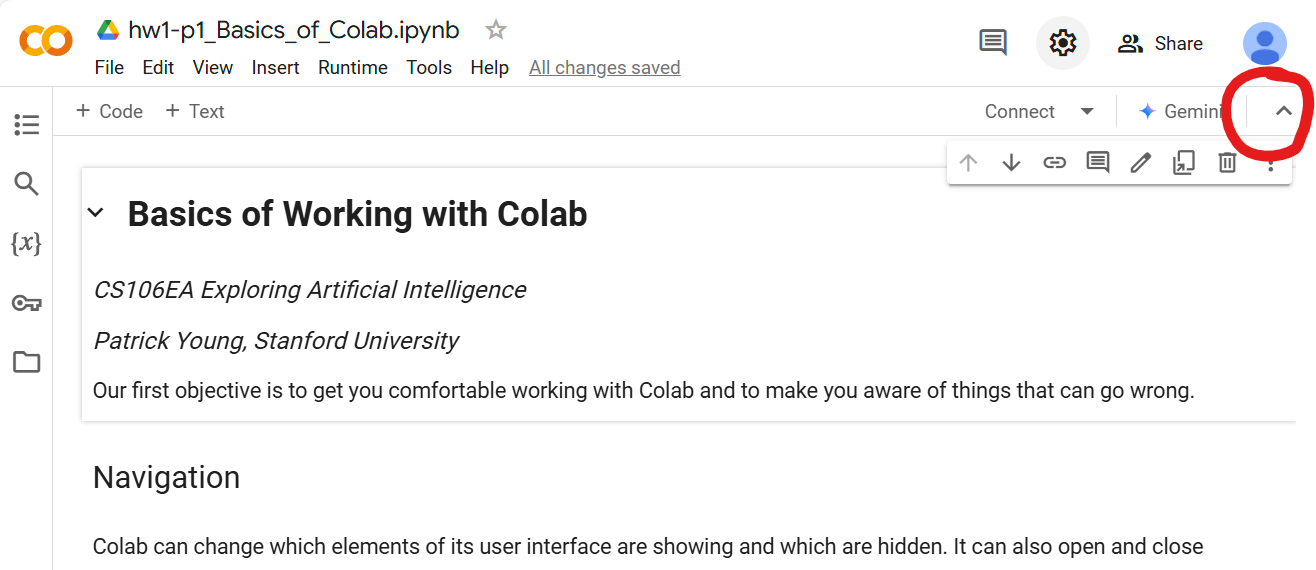 hw1-p1_Basics_of_Colab.ipynb
Share
File Edit View Insert Runtime Tools Help All changes saved
+ Code + Text Connect Gemini
{x}
Basics of Working with Colab
CS106EA Exploring Artificial Intelligence
Patrick Young, Stanford University
Our first objective is to get you comfortable working with Colab and to make you aware of things that can go wrong.
Navigation
Colab can change which elements of its user interface are showing and which are hidden. It can also open and close